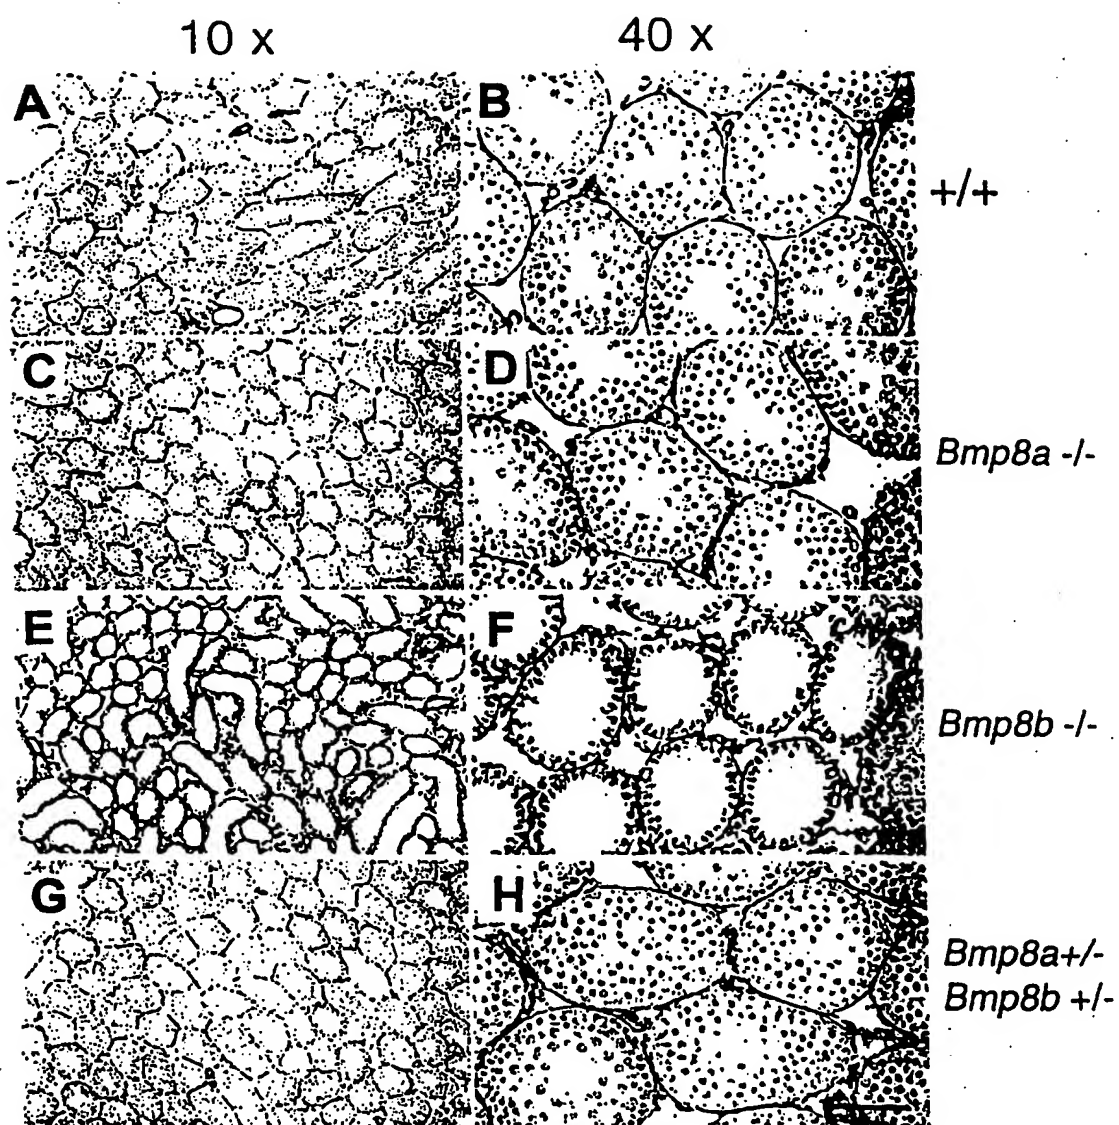 10 x 40 x
A B +/+
C D Bmp8a -/-
E F Bmp8b -/-
G H Bmp8a+/-
Bmp8b +/-